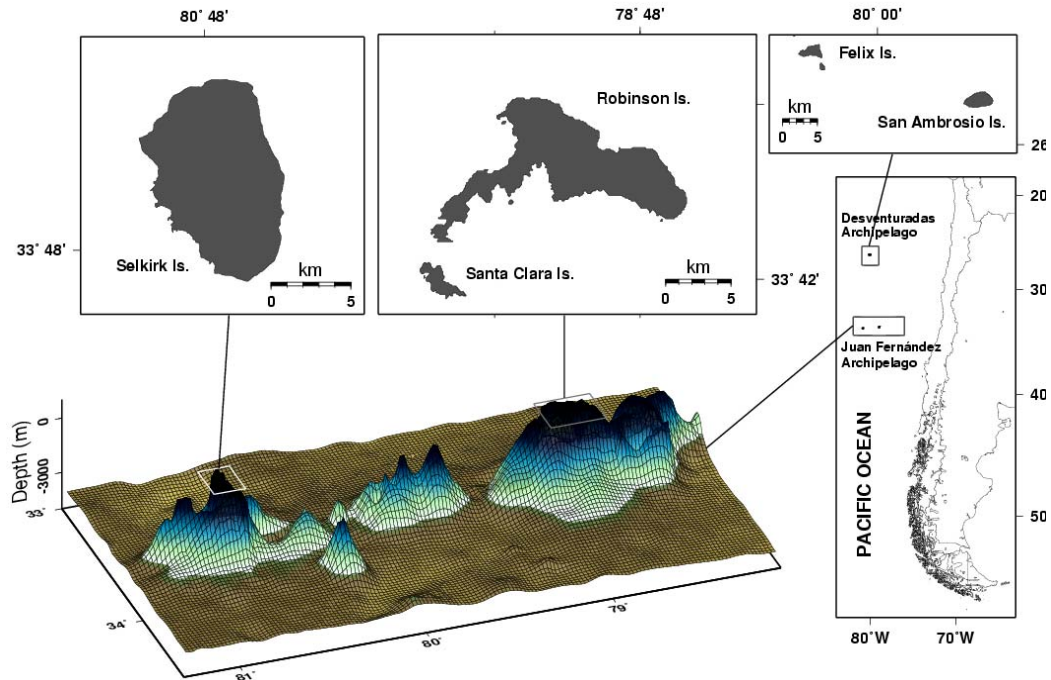 80° 48'
78° 48'
80° 00'
Felix Is.
Robinson Is.
km
0 5
San Ambrosio Is.
26
20
Desventuradas
Archipelago
33° 48'
Selkirk Is.
km
0 5
Santa Clara Is.
km
0 5
33° 42'
30
Juan Fernández
Archipelago
40
Depth (m)
0
-3000
33°
PACIFIC OCEAN
50
34°
79°
80°
81°
80°W 70°W